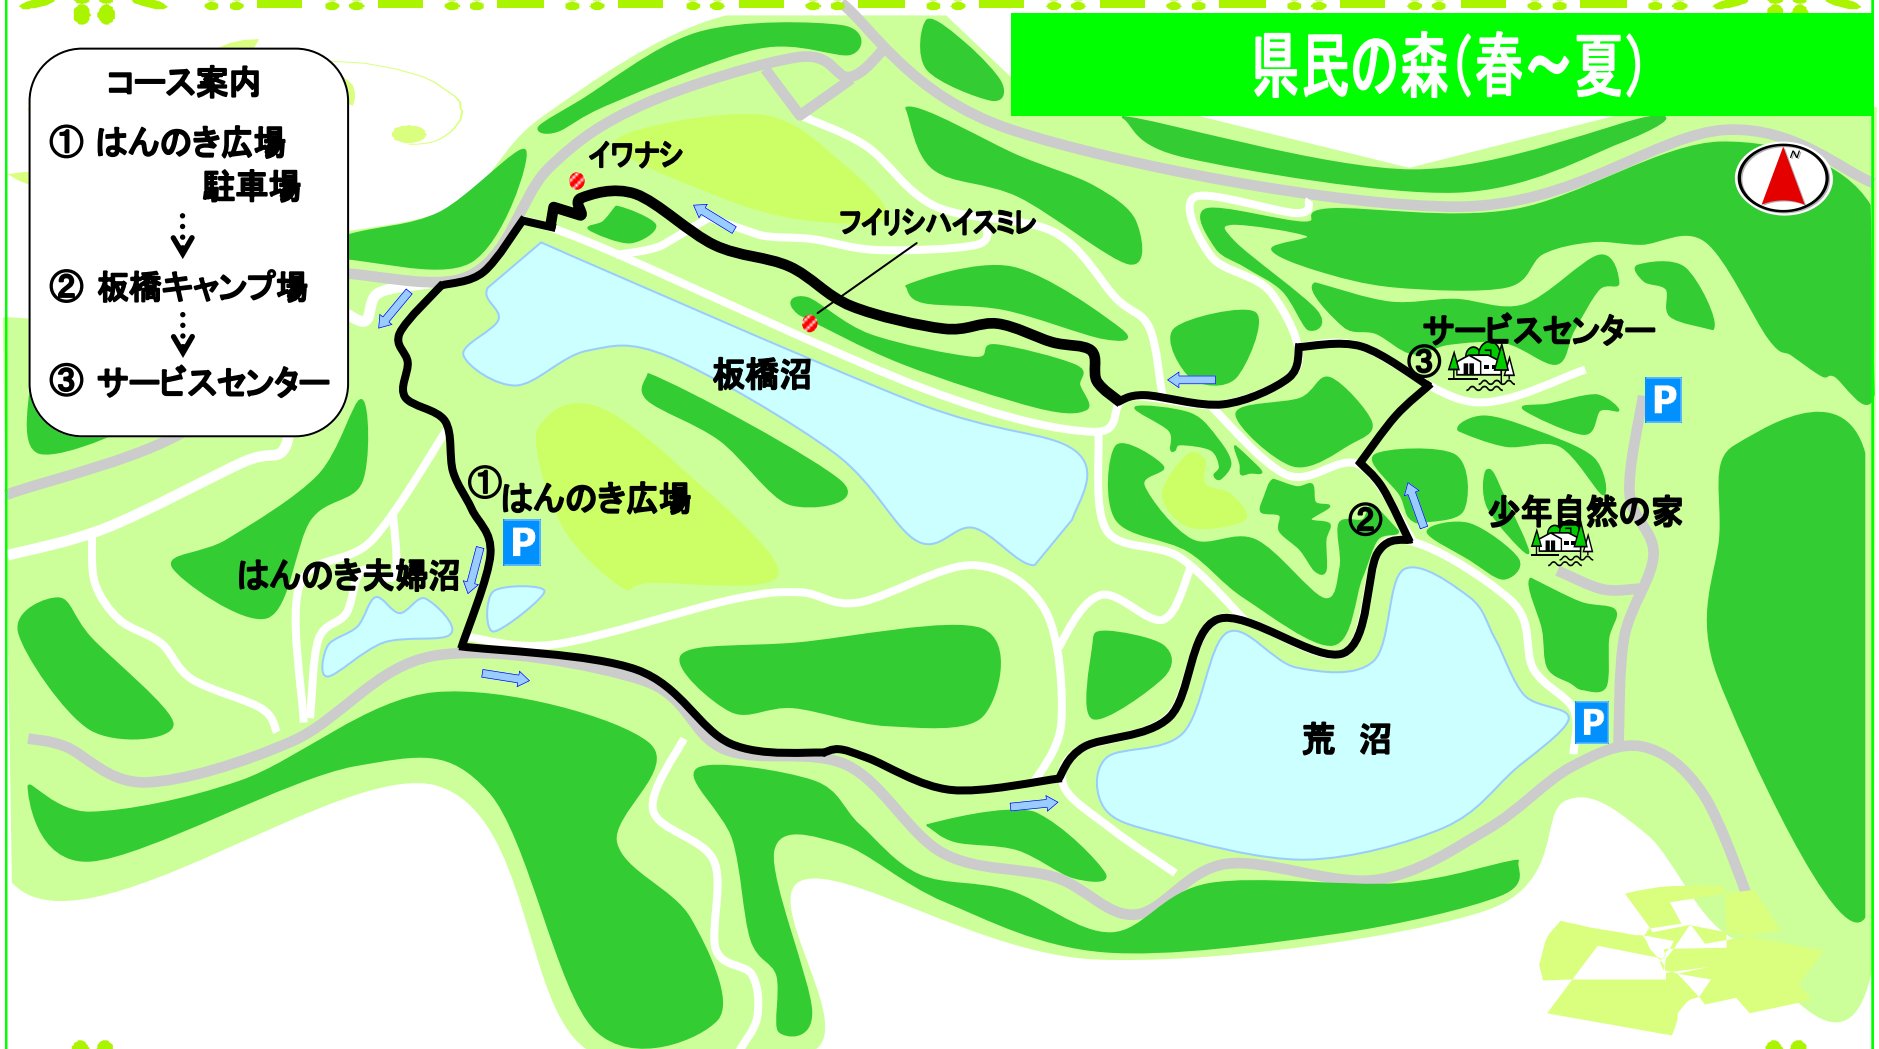 県民の森(春～夏)
コース案内
① はんのき広場
駐車場
② 板橋キャンプ場
③ サービスセンター
N
イワナシ
フイリシハイスミレ
サービスセンター
③
板橋沼
P
①
はんのき広場
P
②
少年自然の家
はんのき夫婦沼
荒 沼
P